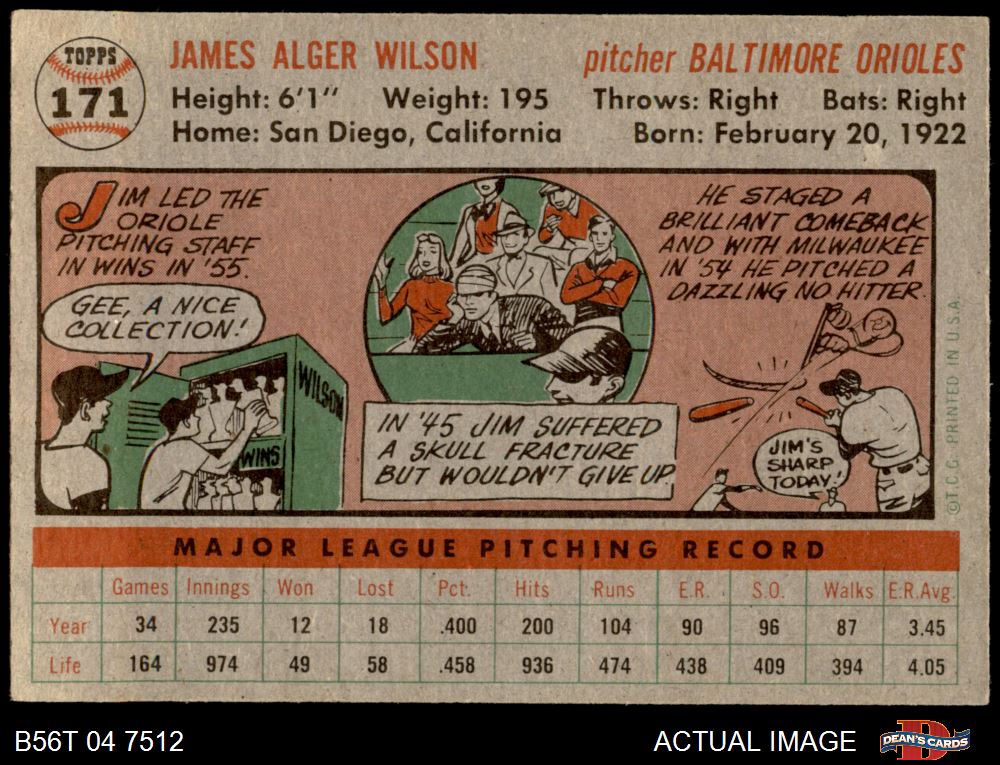 TOPPS
171
JAMES ALGER WILSON
pitcher BALTIMORE ORIOLES
Height: 6'1" Weight: 195 Throws: Right Bats: Right
Home: San Diego, California Born: February 20, 1922
JIM LED THE
ORIOLE
PITCHING STAFF
IN WINS IN '55.
GEE, A NICE
COLLECTION!
WILSON
WINS
IN '45 JIM SUFFERED
A SKULL FRACTURE
BUT WOULDN'T GIVE UP.
HE STAGED A
BRILLIANT COMEBACK
AND WITH MILWAUKEE
IN '54 HE PITCHED A
DAZZLING NO HITTER.
JIM'S
SHARP
TODAY!
©T.C.G. PRINTED IN U.S.A.
MAJOR LEAGUE PITCHING RECORD
Games Innings Won Lost Pct. Hits Runs E.R. S.O. Walks E.R.Avg.
Year 34 235 12 18 .400 200 104 90 96 87 3.45
Life 164 974 49 58 .458 936 474 438 409 394 4.05
B56T 04 7512
ACTUAL IMAGE
DEAN'S CARDS